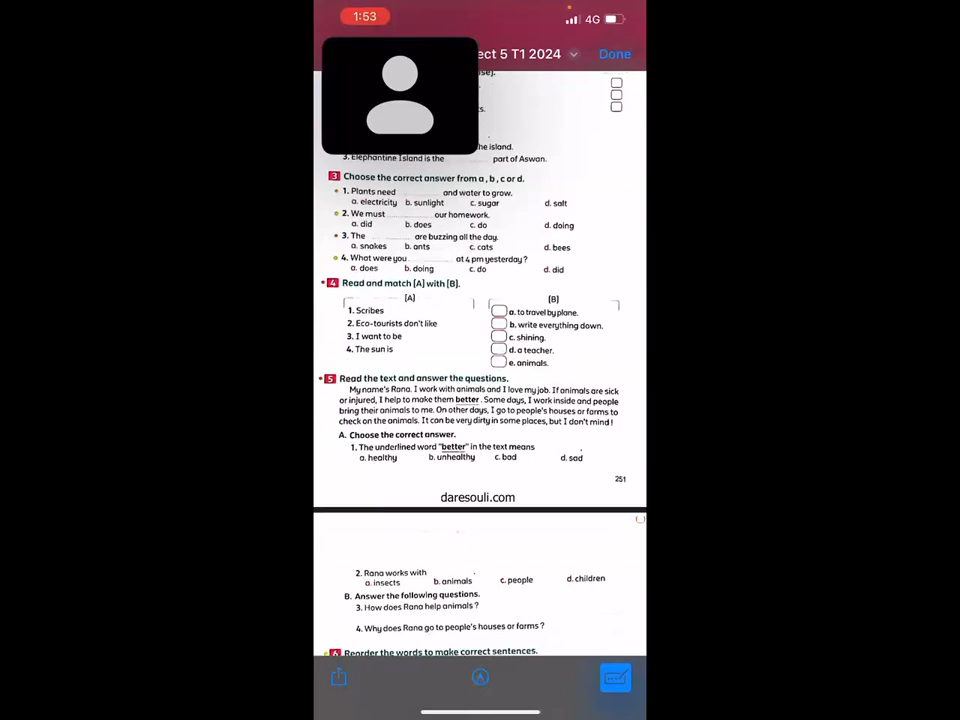 1:53
4G
ect 5 T1 2024
Done
se).
s.
he island.
3. Elephantine Island is the part of Aswan.
3 Choose the correct answer from a, b, c or d.
1. Plants need and water to grow.
a. electricity b. sunlight c. sugar d. salt
2. We must our homework.
a. did b. does c. do d. doing
3. The are buzzing all the day.
a. snakes b. ants c. cats d. bees
4. What were you at 4 pm yesterday?
a. does b. doing c. do d. did
4 Read and match (A) with (B).
(A) (B)
1. Scribes a. to travel by plane.
2. Eco-tourists don't like b. write everything down.
3. I want to be c. shining.
4. The sun is d. a teacher.
e. animals.
5 Read the text and answer the questions.
My name's Rana. I work with animals and I love my job. If animals are sick
or injured, I help to make them better. Some days, I work inside and people
bring their animals to me. On other days, I go to people's houses or farms to
check on the animals. It can be very dirty in some places, but I don't mind!
A. Choose the correct answer.
1. The underlined word "better" in the text means .
a. healthy b. unhealthy c. bad d. sad
251
daresouli.com
2. Rana works with .
a. insects b. animals c. people d. children
B. Answer the following questions.
3. How does Rana help animals?
4. Why does Rana go to people's houses or farms?
6 Reorder the words to make correct sentences.